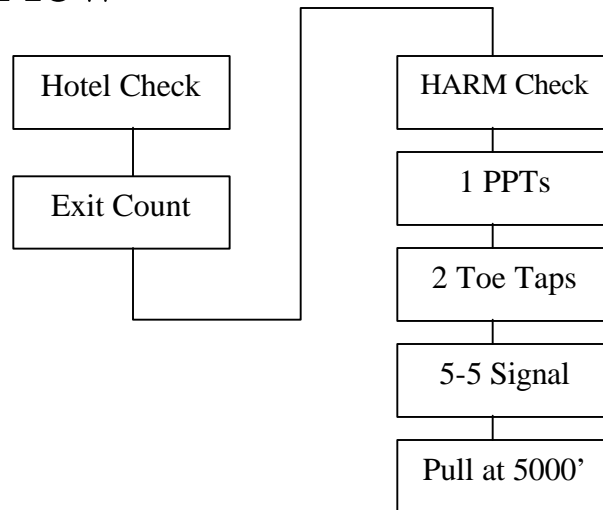 Hotel Check
Exit Count
HARM Check
1 PPTs
2 Toe Taps
5-5 Signal
Pull at 5000’